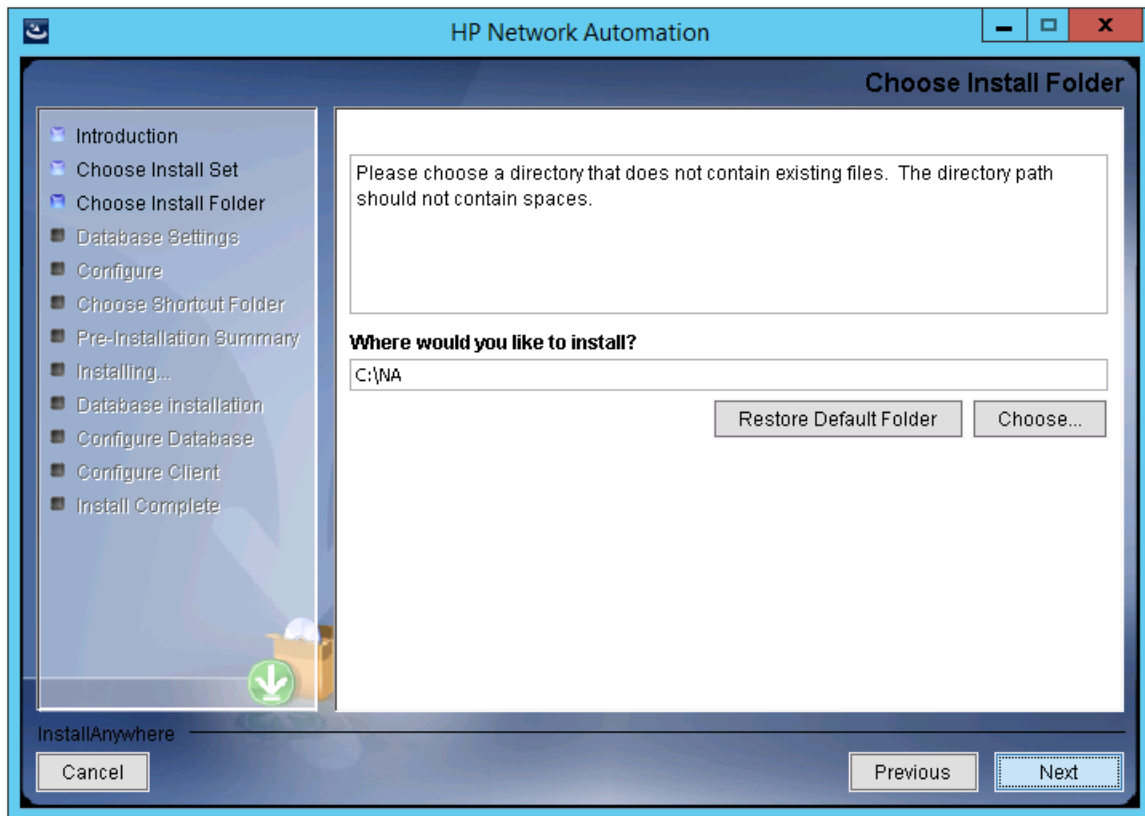 HP Network Automation
Choose Install Folder
Introduction
Choose Install Set
Choose Install Folder
Database Settings
Configure
Choose Shortcut Folder
Pre-Installation Summary
Installing...
Database installation
Configure Database
Configure Client
Install Complete
Please choose a directory that does not contain existing files. The directory path
should not contain spaces.
Where would you like to install?
C:\NA
Restore Default Folder
Choose...
InstallAnywhere
Cancel
Previous
Next